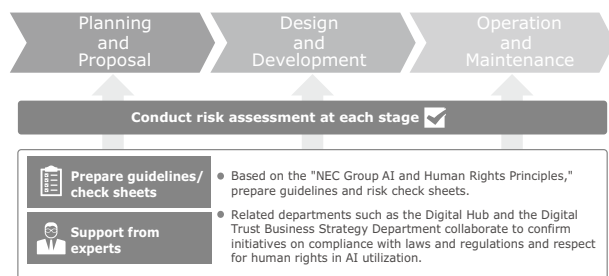 Planning
and
Proposal
Design
and
Development
Operation
and
Maintenance
Conduct risk assessment at each stage
Prepare guidelines/
check sheets
Based on the "NEC Group AI and Human Rights Principles,"
prepare guidelines and risk check sheets.
Support from
experts
Related departments such as the Digital Hub and the Digital
Trust Business Strategy Department collaborate to confirm
initiatives on compliance with laws and regulations and respect
for human rights in AI utilization.